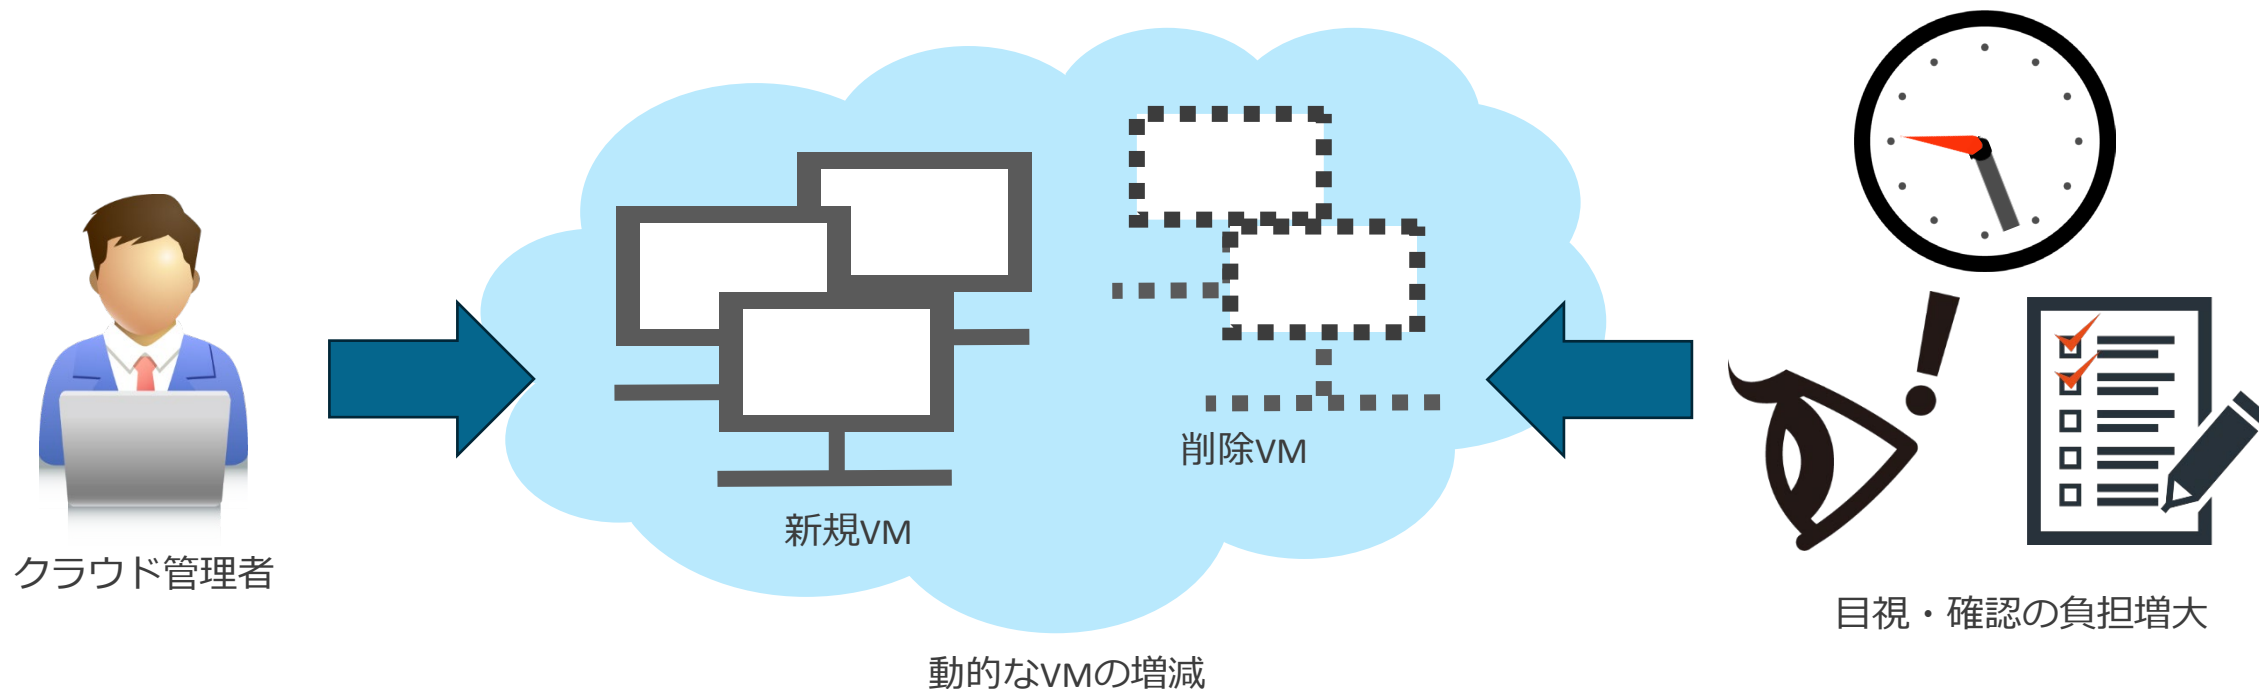 クラウド管理者
新規VM
削除VM
動的なVMの増減
目視・確認の負担増大